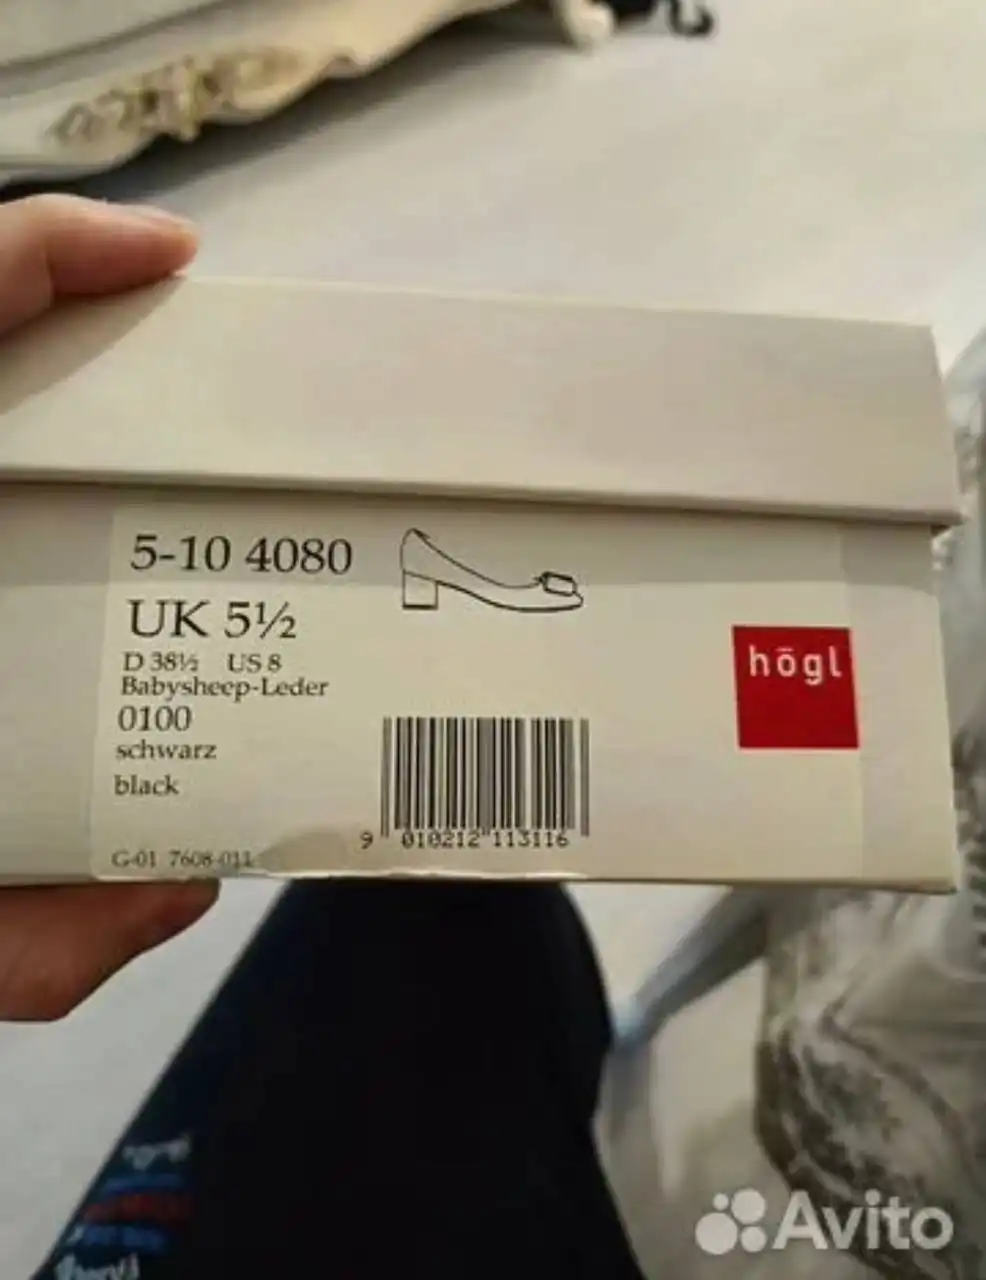 5-10 4080
UK 5½
D 38½ US 8
Babysheep-Leder
0100
schwarz
black
G-01 7608-011
högl
9 010212 113116
Avito